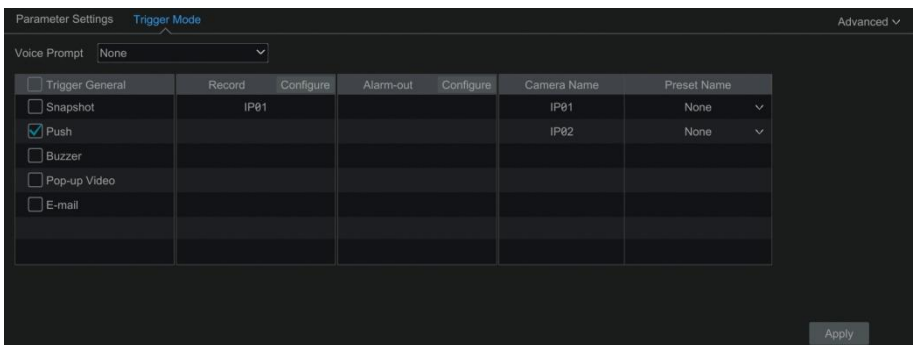 Parameter Settings Trigger Mode Advanced
Voice Prompt None
Trigger General Record Configure Alarm-out Configure Camera Name Preset Name
Snapshot IP01 IP01 None
Push IP02 None
Buzzer
Pop-up Video
E-mail
Apply